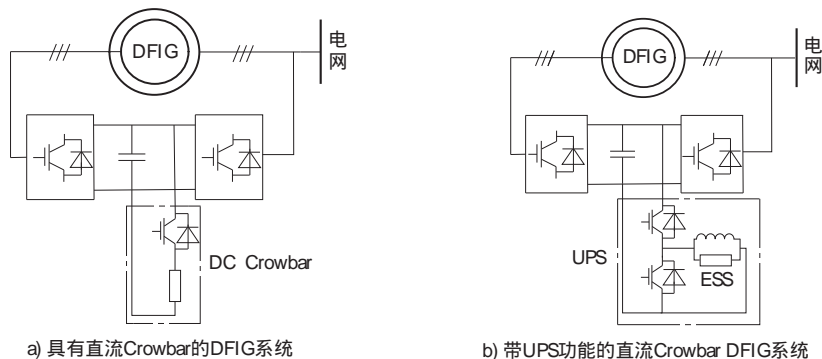 DFIG
电网
DC Crowbar
a) 具有直流Crowbar的DFIG系统
DFIG
电网
UPS
ESS
b) 带UPS功能的直流Crowbar DFIG系统